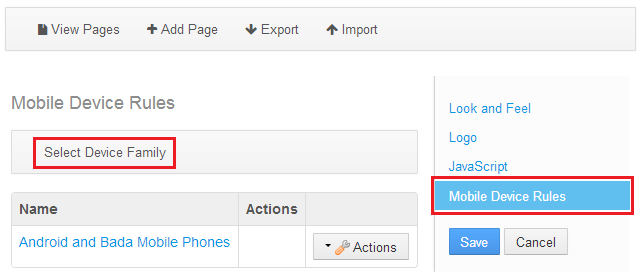 View Pages Add Page Export Import
Mobile Device Rules
Select Device Family
Name Actions
Android and Bada Mobile Phones Actions
Look and Feel
Logo
JavaScript
Mobile Device Rules
Save Cancel